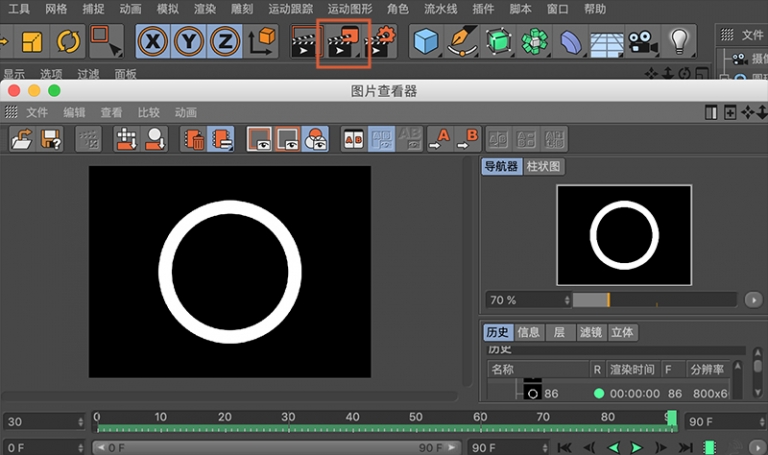 工具 网格 捕捉 动画 模拟 渲染 雕刻 运动跟踪 运动图形 角色 流水线 插件 脚本 窗口 帮助
X Y Z 文件
显示 选项 过滤 面板
图片查看器
文件 编辑 查看 比较 动画
A B AB A B
导航器 柱状图
70 %
历史 信息 层 滤镜 立体
历史
名称 R 渲染时间 F 分辨率
86 00:00:00 86 800x6
30 0 10 20 30 40 50 60 70 80 90 F
0 F 0 F 90 F 90 F